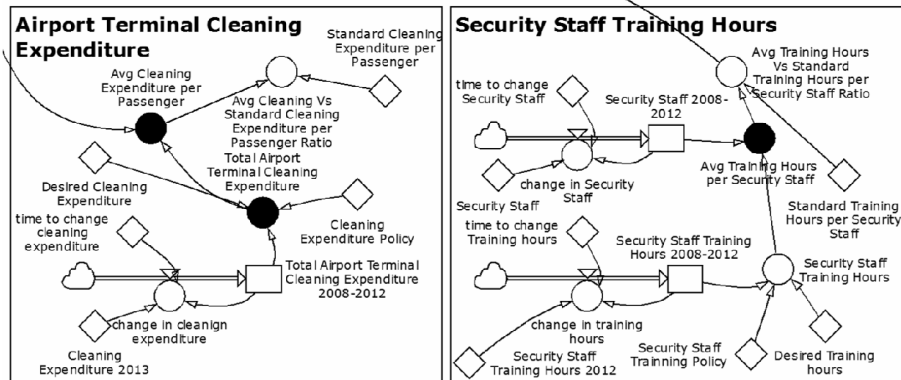 Airport Terminal Cleaning
Expenditure
Standard Cleaning
Expenditure per
Passenger
Avg Cleaning
Expenditure per
Passenger
Avg Cleaning Vs
Standard Cleaning
Expenditure per
Passenger Ratio
Total Airport
Terminal Cleaning
Expenditure
Desired Cleaning
Expenditure
time to change
cleaning
expenditure
Cleaning
Expenditure Policy
Total Airport Terminal
Cleaning Expenditure
2008-2012
change in cleanign
expenditure
Cleaning
Expenditure 2013
Security Staff Training Hours
Avg Training Hours
Vs Standard
Training Hours per
Security Staff Ratio
time to change
Security Staff
Security Staff 2008-
2012
Avg Training Hours
per Security Staff
change in Security
Staff
Security Staff
Standard Training
Hours per Security
Staff
time to change
Training hours
Security Staff Training
Hours 2008-2012
Security Staff
Training Hours
change in training
hours
Security Staff
Training Hours 2012
Security Staff
Trainning Policy
Desired Training
hours